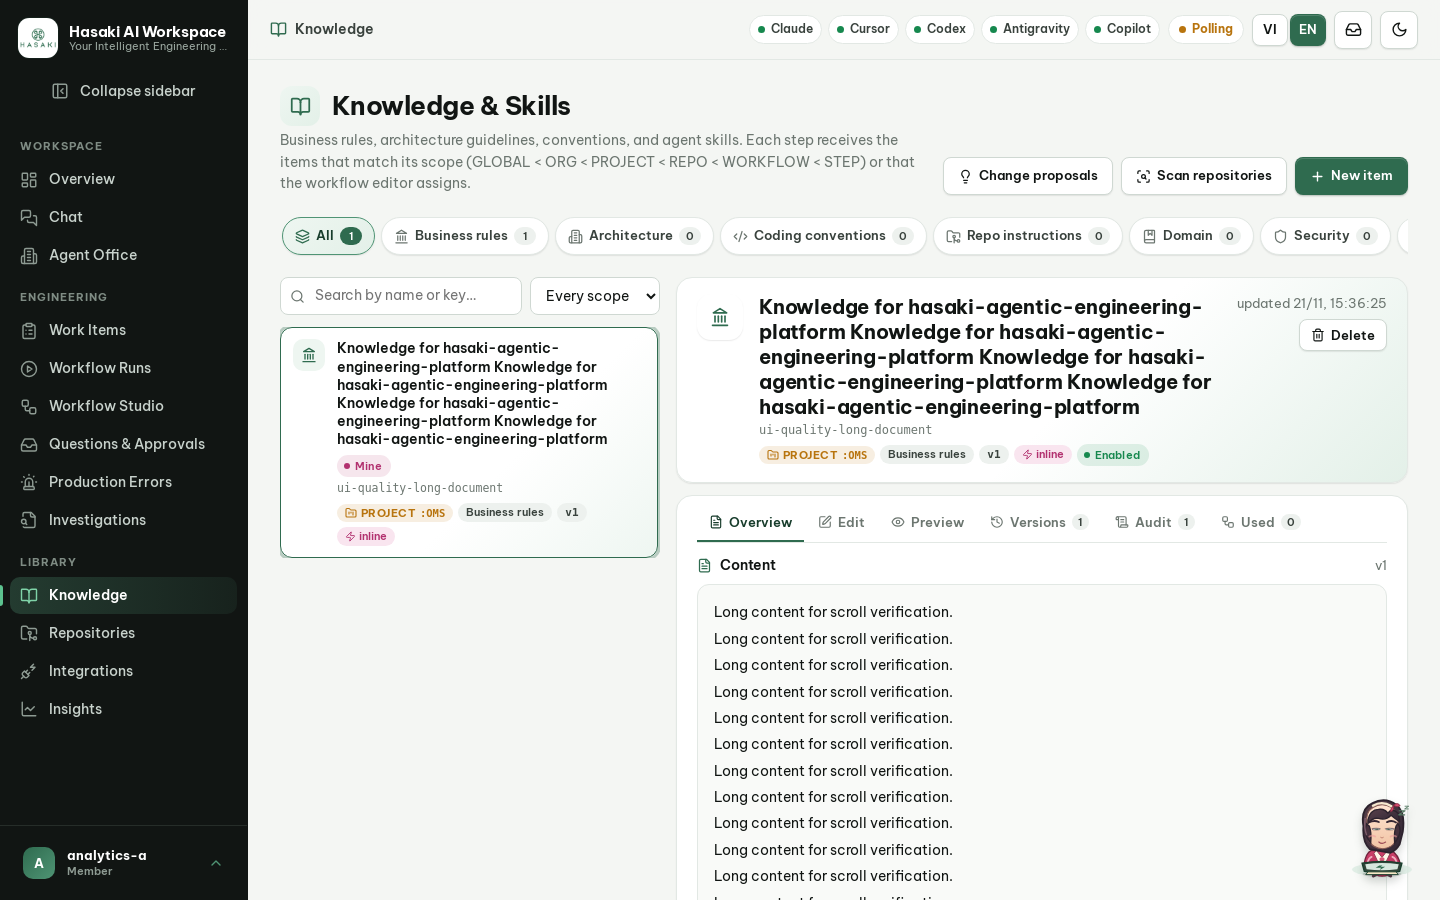 HASAKI
Hasaki AI Workspace
Your Intelligent Engineering ...
Collapse sidebar
WORKSPACE
Overview
Chat
Agent Office
ENGINEERING
Work Items
Workflow Runs
Workflow Studio
Questions & Approvals
Production Errors
Investigations
LIBRARY
Knowledge
Repositories
Integrations
Insights
A
analytics-a
Member
Knowledge
Claude
Cursor
Codex
Antigravity
Copilot
Polling
VI
EN
Knowledge & Skills
Business rules, architecture guidelines, conventions, and agent skills. Each step receives the
items that match its scope (GLOBAL < ORG < PROJECT < REPO < WORKFLOW < STEP) or that
the workflow editor assigns.
Change proposals
Scan repositories
New item
All 1
Business rules 1
Architecture 0
Coding conventions 0
Repo instructions 0
Domain 0
Security 0
Search by name or key...
Every scope
Knowledge for hasaki-agentic-
engineering-platform Knowledge for
hasaki-agentic-engineering-platform
Knowledge for hasaki-agentic-
engineering-platform Knowledge for
hasaki-agentic-engineering-platform
Mine
ui-quality-long-document
PROJECT :OMS
Business rules
v1
inline
Knowledge for hasaki-agentic-engineering-
platform Knowledge for hasaki-agentic-
engineering-platform Knowledge for hasaki-
agentic-engineering-platform Knowledge for
hasaki-agentic-engineering-platform
updated 21/11, 15:36:25
Delete
ui-quality-long-document
PROJECT :OMS
Business rules
v1
inline
Enabled
Overview
Edit
Preview
Versions 1
Audit 1
Used 0
Content
v1
Long content for scroll verification.
Long content for scroll verification.
Long content for scroll verification.
Long content for scroll verification.
Long content for scroll verification.
Long content for scroll verification.
Long content for scroll verification.
Long content for scroll verification.
Long content for scroll verification.
Long content for scroll verification.
Long content for scroll verification.